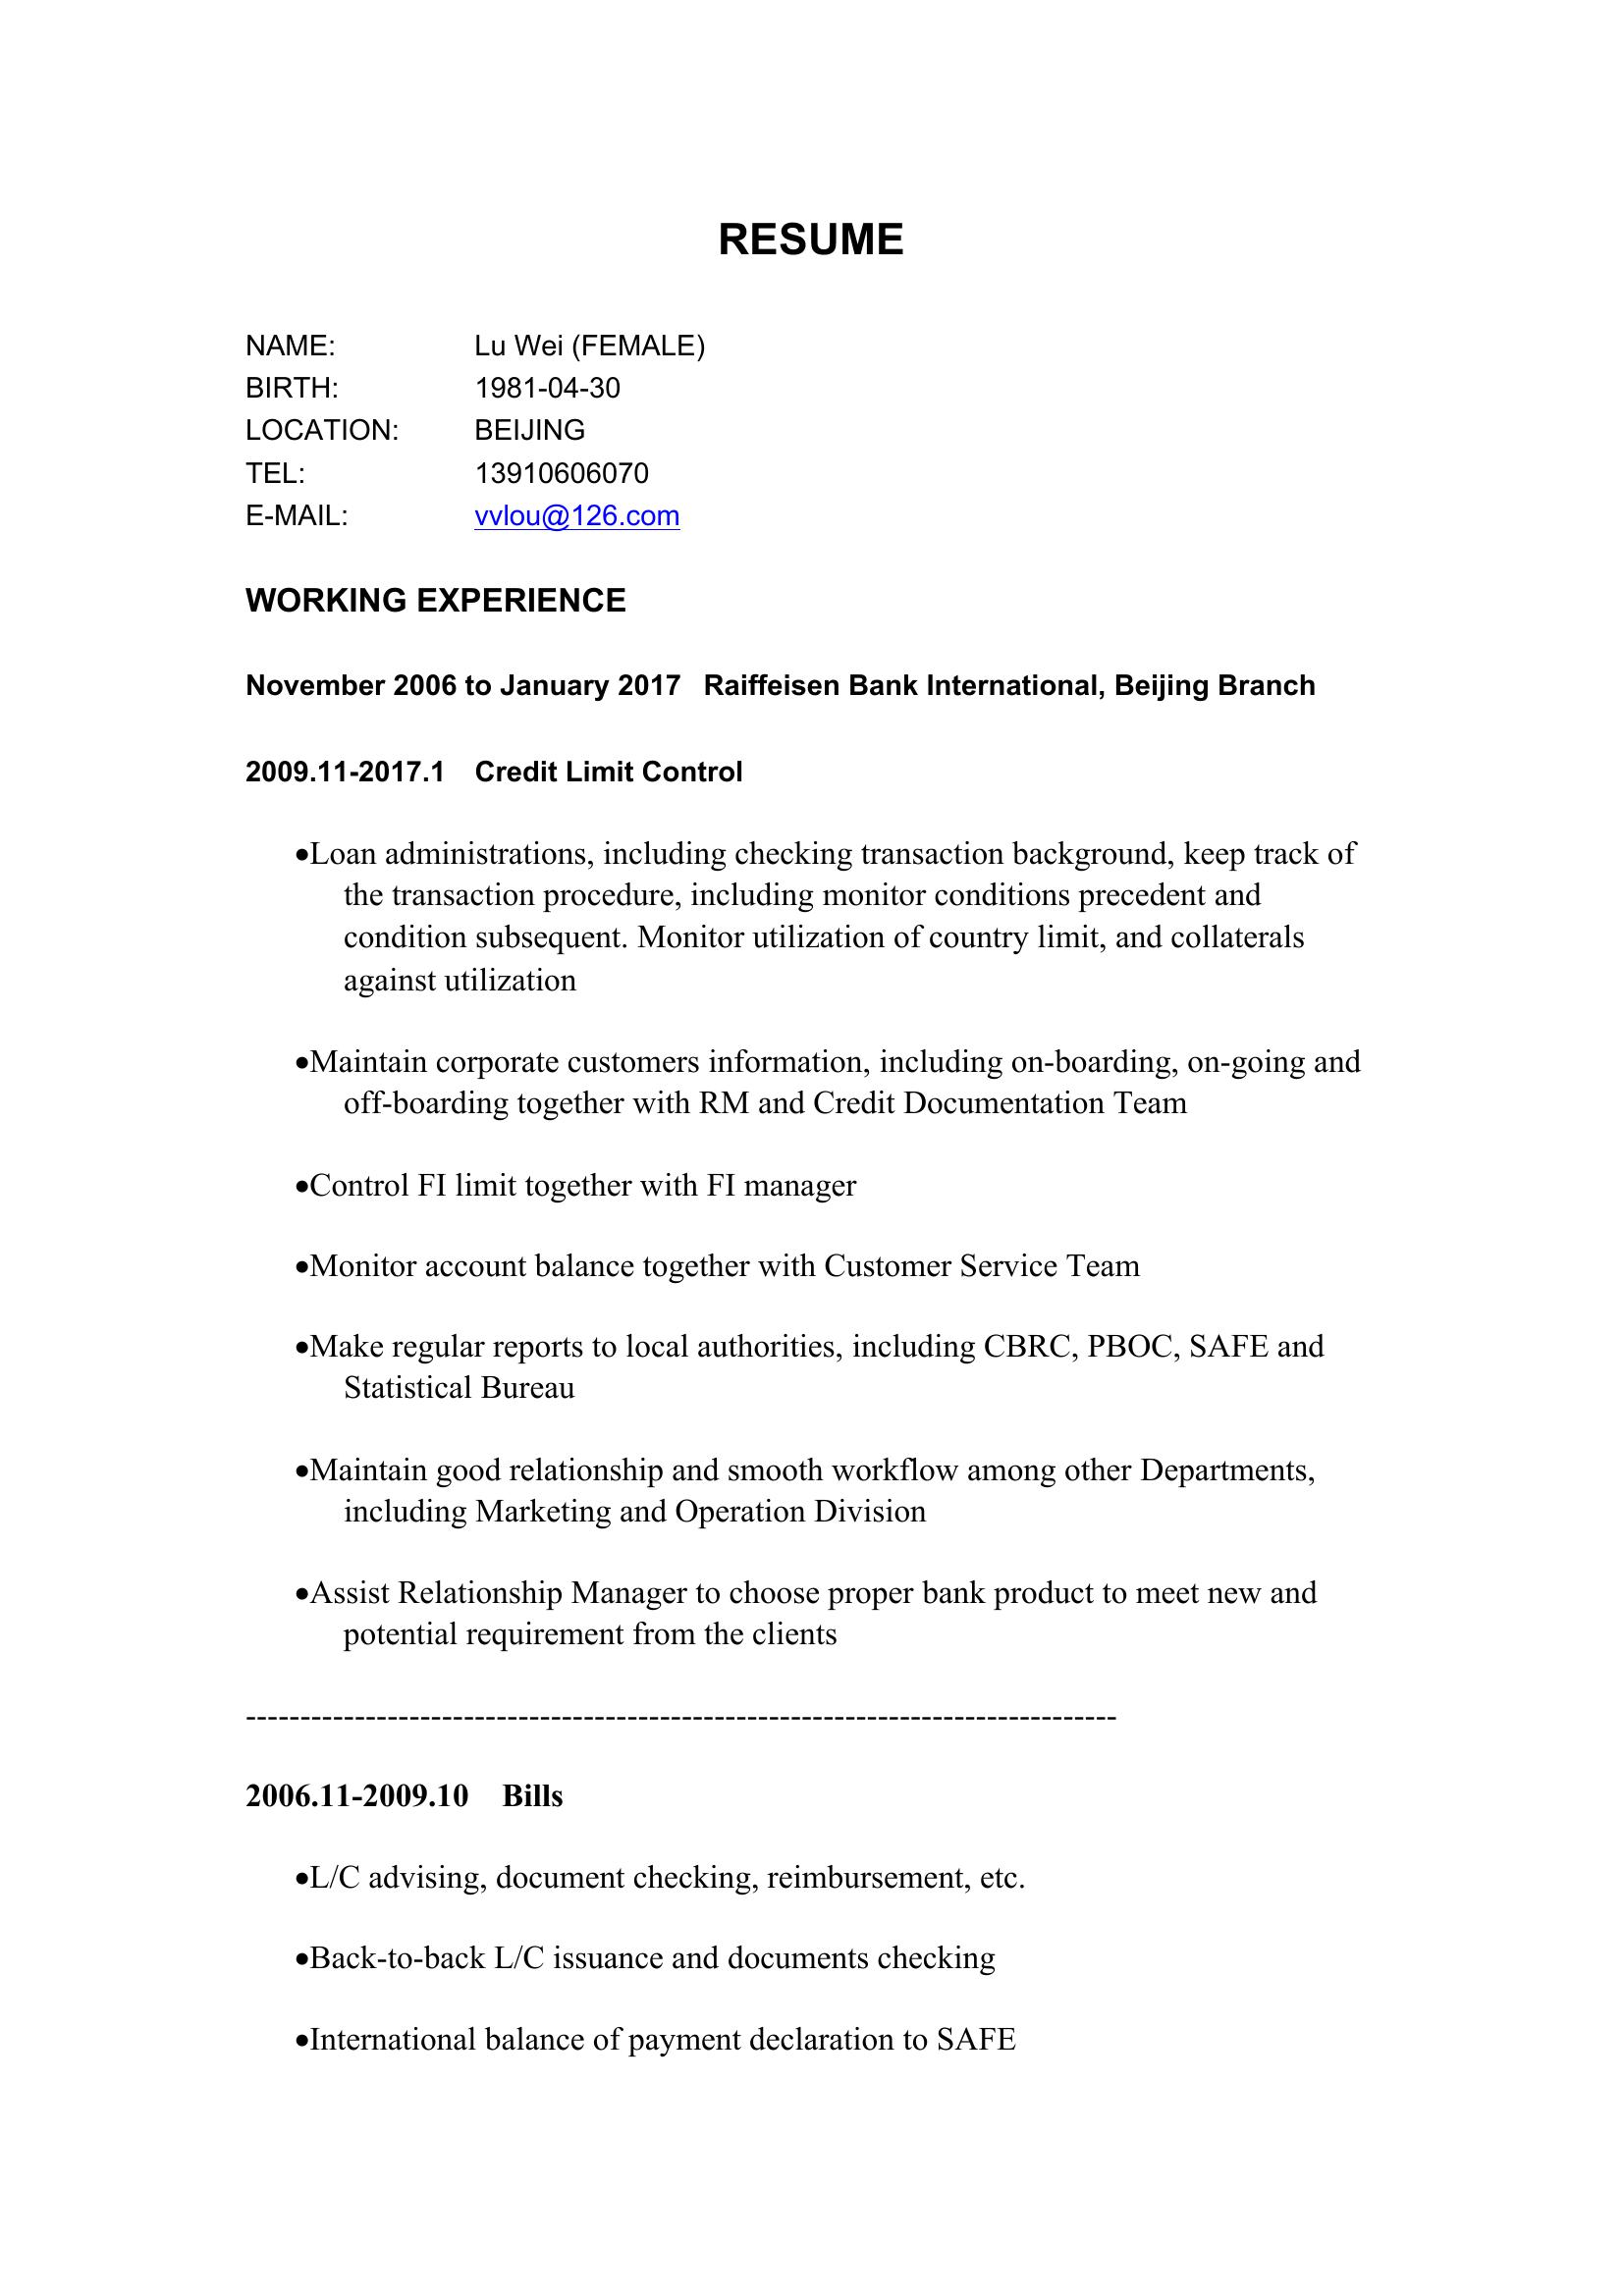 RESUME
NAME: Lu Wei (FEMALE)
BIRTH: 1981-04-30
LOCATION: BEIJING
TEL: 13910606070
E-MAIL: vvlou@126.com
WORKING EXPERIENCE
November 2006 to January 2017 Raiffeisen Bank International, Beijing Branch
2009.11-2017.1 Credit Limit Control
•Loan administrations, including checking transaction background, keep track of
the transaction procedure, including monitor conditions precedent and
condition subsequent. Monitor utilization of country limit, and collaterals
against utilization
•Maintain corporate customers information, including on-boarding, on-going and
off-boarding together with RM and Credit Documentation Team
•Control FI limit together with FI manager
•Monitor account balance together with Customer Service Team
•Make regular reports to local authorities, including CBRC, PBOC, SAFE and
Statistical Bureau
•Maintain good relationship and smooth workflow among other Departments,
including Marketing and Operation Division
•Assist Relationship Manager to choose proper bank product to meet new and
potential requirement from the clients
--------------------------------------------------------------------------------
2006.11-2009.10 Bills
•L/C advising, document checking, reimbursement, etc.
•Back-to-back L/C issuance and documents checking
•International balance of payment declaration to SAFE